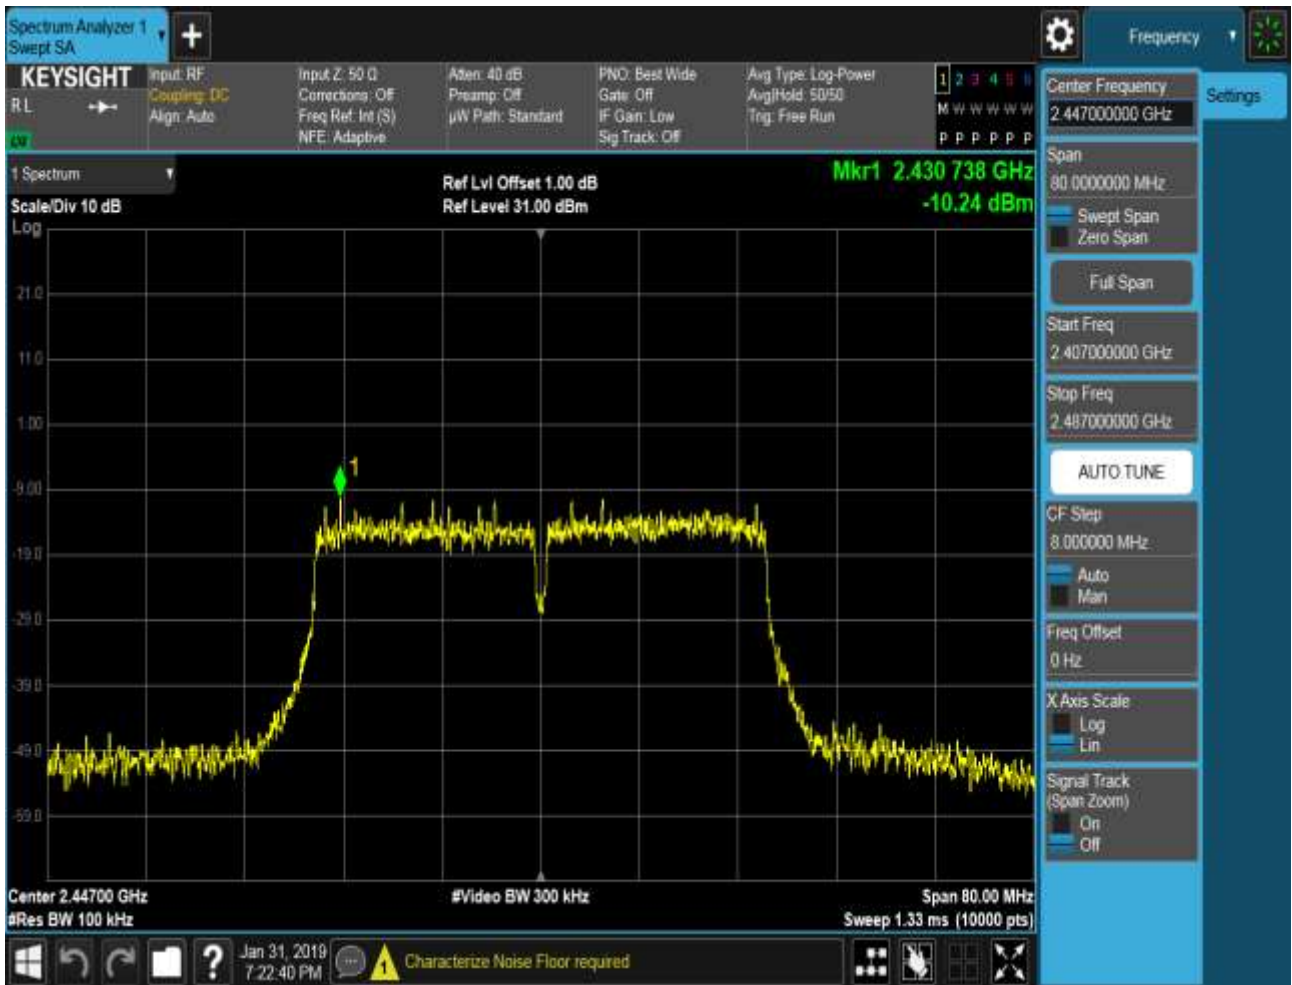 Spectrum Analyzer 1
Swept SA
Frequency
KEYSIGHT
R L
Input: RF
Coupling: DC
Align: Auto
Input Z: 50 Ω
Corrections: Off
Freq Ref: Int (S)
NFE: Adaptive
Atten: 40 dB
Preamp: Off
µW Path: Standard
PNO: Best Wide
Gate: Off
IF Gain: Low
Sig Track: Off
Avg Type: Log-Power
Avg|Hold: 50/50
Trig: Free Run
1 2 3 4 5 6
M W W W W W
P P P P P P
1 Spectrum
Scale/Div 10 dB
Log
Ref Lvl Offset 1.00 dB
Ref Level 31.00 dBm
Mkr1 2.430 738 GHz
-10.24 dBm
21.0
11.0
1.00
-9.00
-19.0
-29.0
-39.0
-49.0
-59.0
1
Center 2.44700 GHz
#Res BW 100 kHz
#Video BW 300 kHz
Span 80.00 MHz
Sweep 1.33 ms (10000 pts)
Center Frequency
2.447000000 GHz
Settings
Span
80.0000000 MHz
Swept Span
Zero Span
Full Span
Start Freq
2.407000000 GHz
Stop Freq
2.487000000 GHz
AUTO TUNE
CF Step
8.000000 MHz
Auto
Man
Freq Offset
0 Hz
X Axis Scale
Log
Lin
Signal Track
(Span Zoom)
On
Off
?
Jan 31, 2019
7:22:40 PM
1
Characterize Noise Floor required